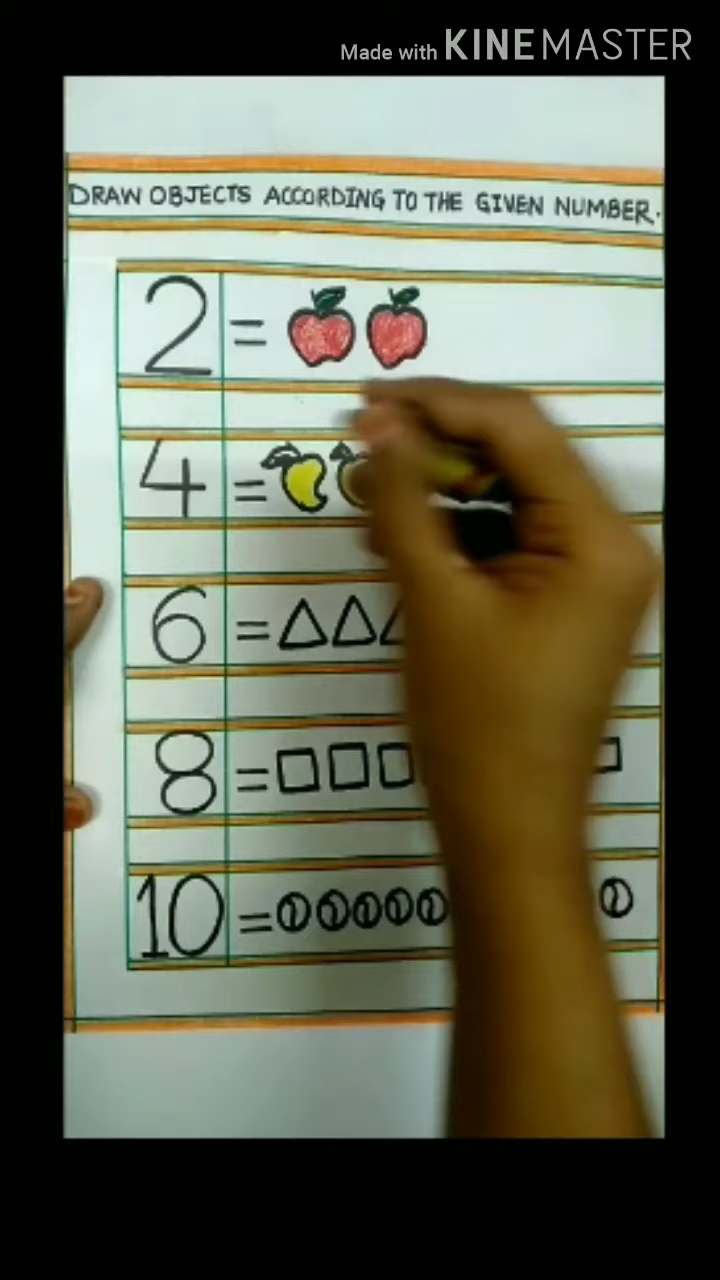 Made with KINEMASTER
DRAW OBJECTS ACCORDING TO THE GIVEN NUMBER.
2 =
4 =
6 =
8 =
10 =